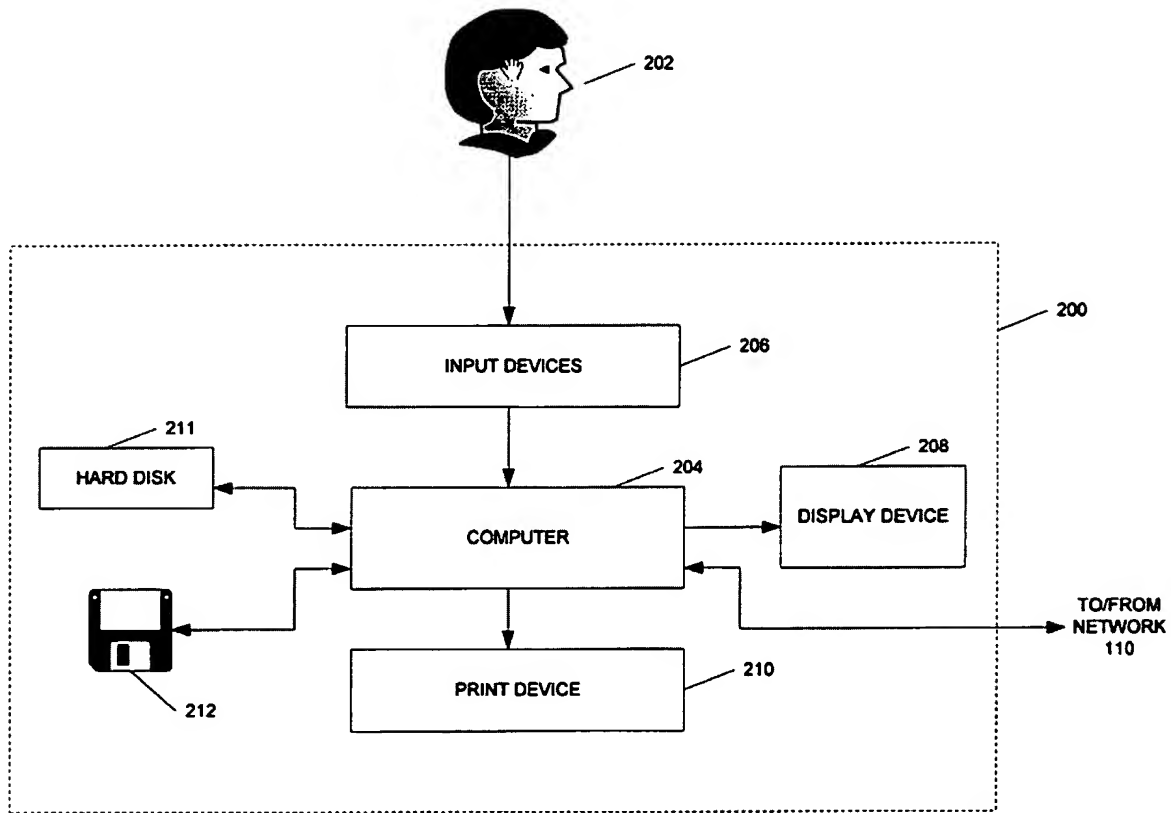 202
200
INPUT DEVICES
206
211
HARD DISK
204
COMPUTER
208
DISPLAY DEVICE
TO/FROM
NETWORK
110
212
PRINT DEVICE
210